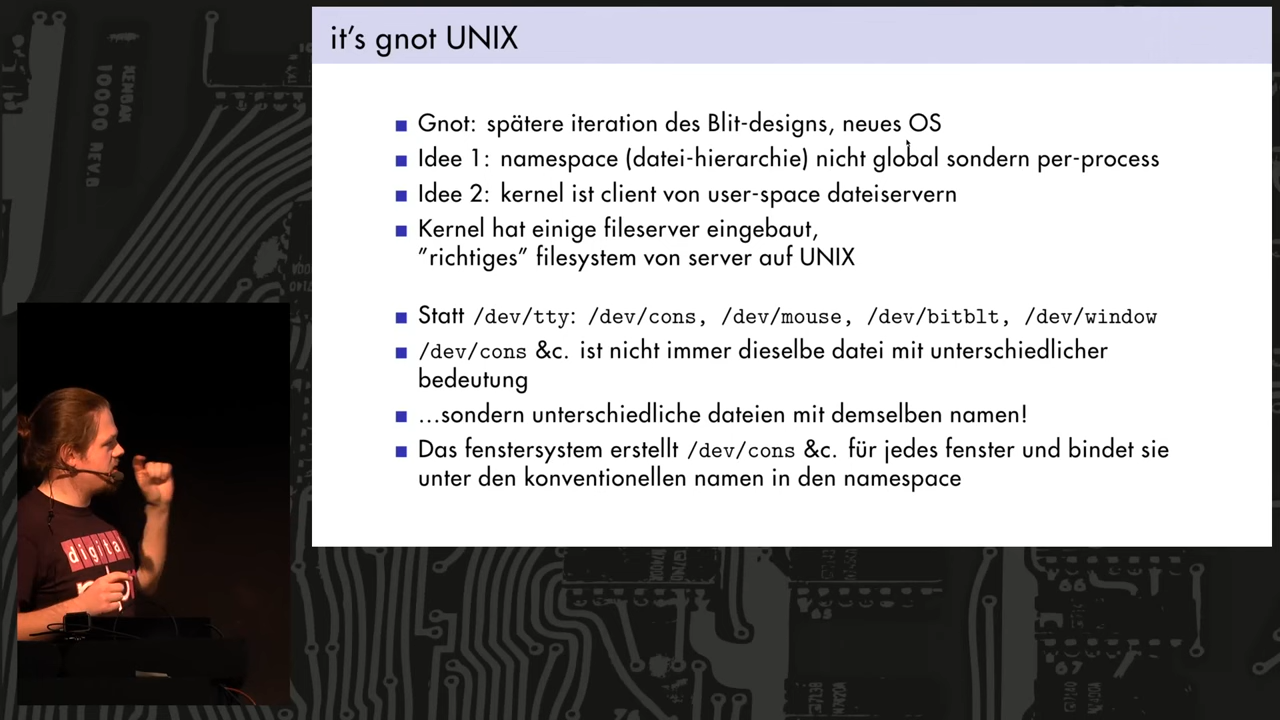 it's gnot UNIX
Gnot: spätere iteration des Blit-designs, neues OS
Idee 1: namespace (datei-hierarchie) nicht global sondern per-process
Idee 2: kernel ist client von user-space dateiservern
Kernel hat einige fileserver eingebaut,
"richtiges" filesystem von server auf UNIX
Statt /dev/tty: /dev/cons, /dev/mouse, /dev/bitblt, /dev/window
/dev/cons &c. ist nicht immer dieselbe datei mit unterschiedlicher
bedeutung
...sondern unterschiedliche dateien mit demselben namen!
Das fenstersystem erstellt /dev/cons &c. für jedes fenster und bindet sie
unter den konventionellen namen in den namespace
KENBAK
10000 REV.B
digital